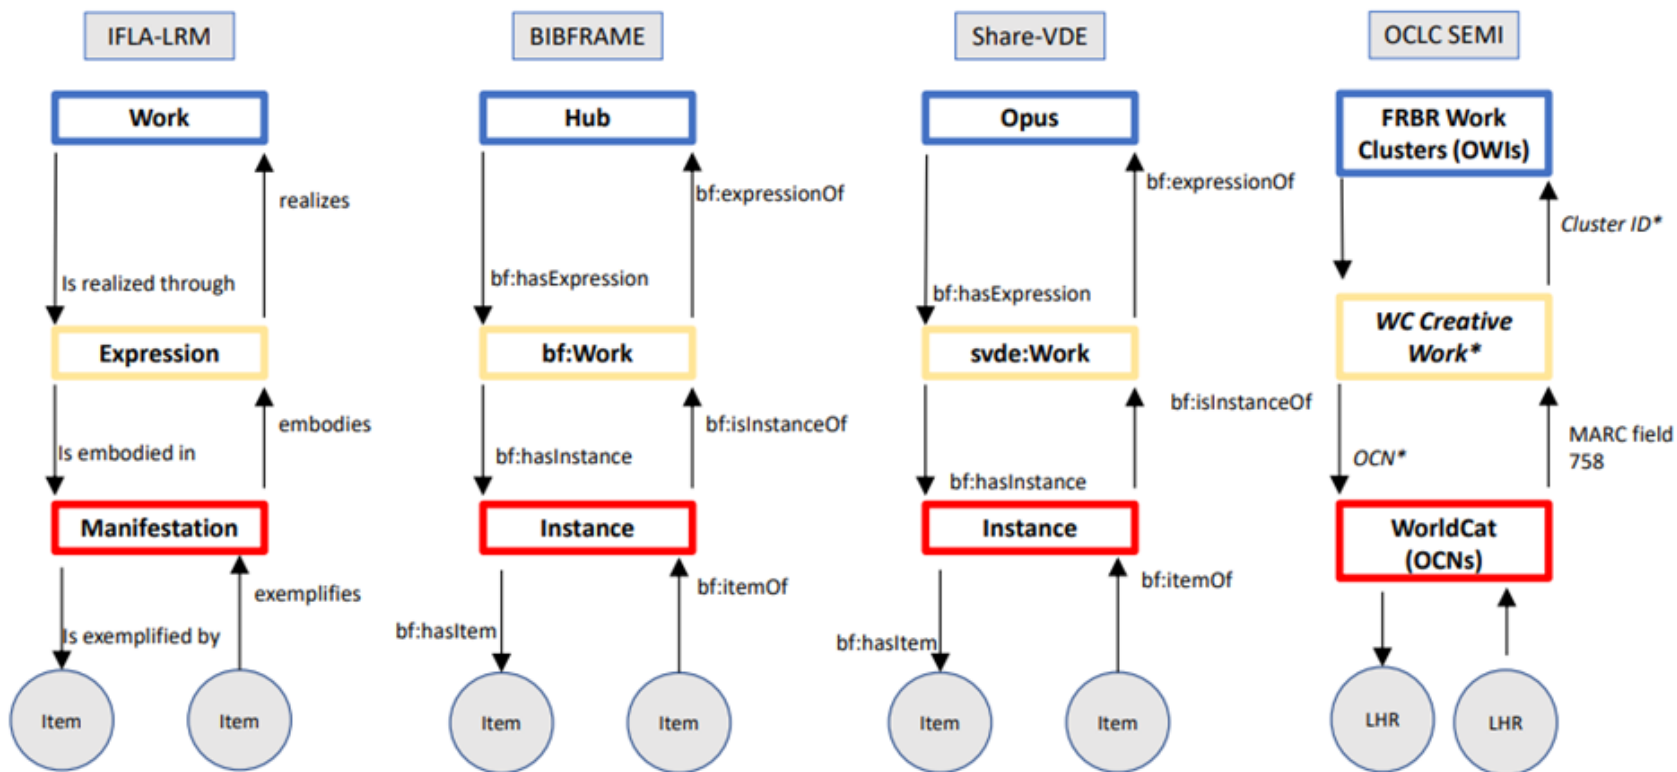 IFLA-LRM
BIBFRAME
Share-VDE
OCLC SEMI
Work
Hub
Opus
FRBR Work
Clusters (OWIs)
realizes
bf:expressionOf
bf:expressionOf
Cluster ID*
Is realized through
bf:hasExpression
bf:hasExpression
Expression
bf:Work
svde:Work
WC Creative
Work*
embodies
bf:isInstanceOf
bf:isInstanceOf
MARC field
758
Is embodied in
bf:hasInstance
bf:hasInstance
OCN*
Manifestation
Instance
Instance
WorldCat
(OCNs)
exemplifies
bf:itemOf
bf:itemOf
Is exemplified by
bf:hasItem
bf:hasItem
Item
Item
Item
Item
Item
Item
LHR
LHR